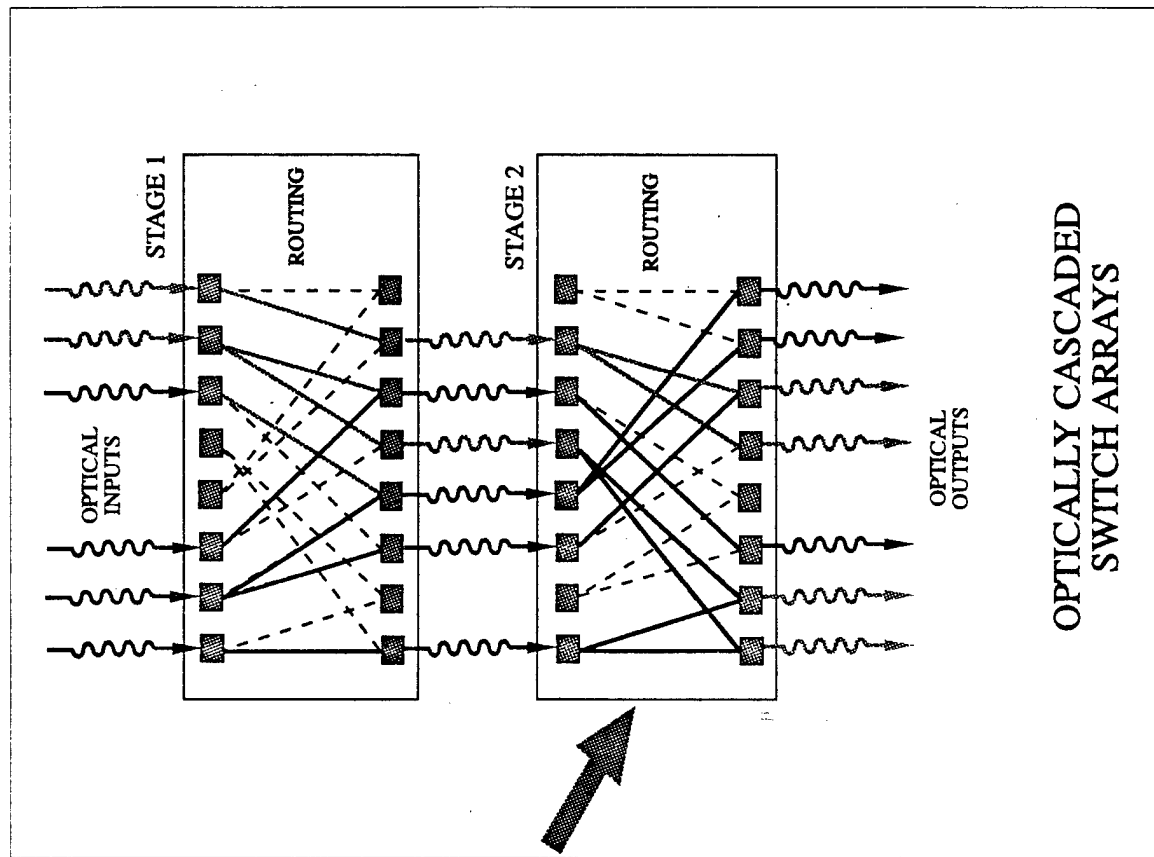 OPTICAL
INPUTS
STAGE 1
ROUTING
STAGE 2
ROUTING
OPTICAL
OUTPUTS
OPTICALLY CASCADED
SWITCH ARRAYS